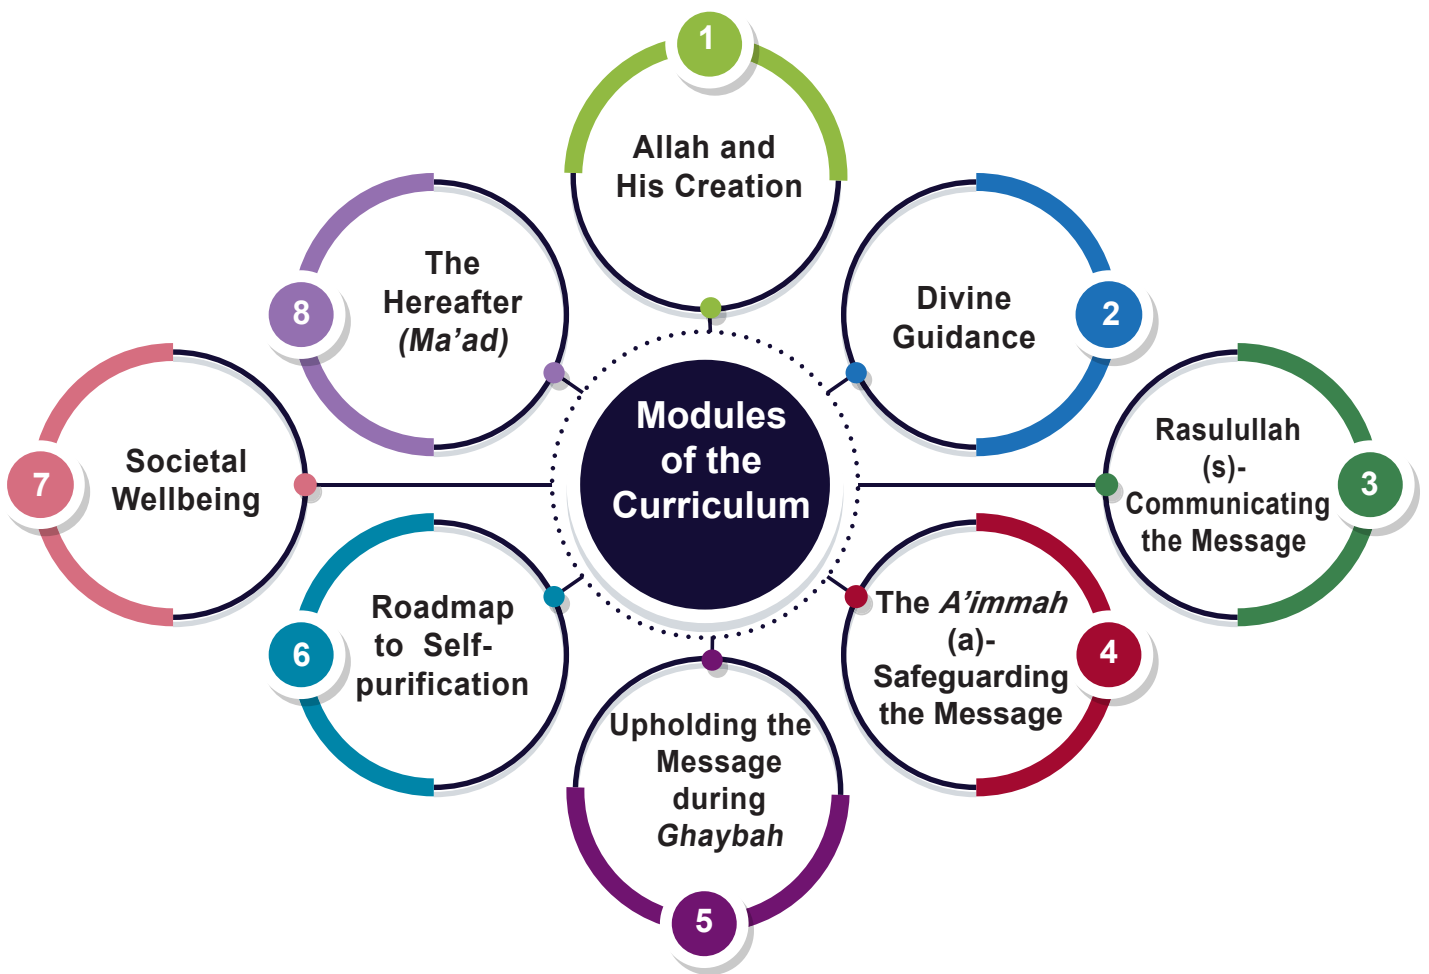 Modules
of the
Curriculum
1
Allah and
His Creation
2
Divine
Guidance
3
Rasulullah
(s)-
Communicating
the Message
4
The A'immah
(a)-
Safeguarding
the Message
5
Upholding the
Message
during
Ghaybah
6
Roadmap
to Self-
purification
7
Societal
Wellbeing
8
The
Hereafter
(Ma'ad)